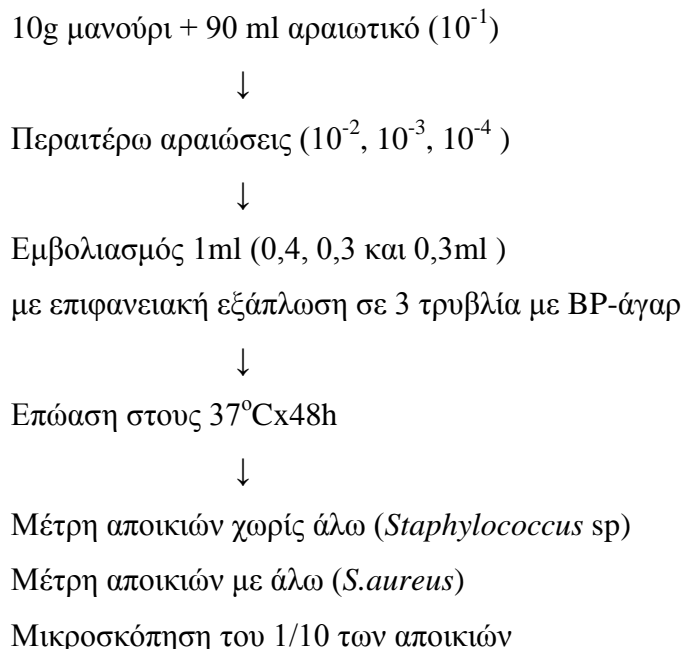 10g μανούρι + 90 ml αραιωτικό (10⁻¹)
↓
Περαιτέρω αραιώσεις (10⁻², 10⁻³, 10⁻⁴ )
↓
Εμβολιασμός 1ml (0,4, 0,3 και 0,3ml )
με επιφανειακή εξάπλωση σε 3 τρυβλία με BP-άγαρ
↓
Επώαση στους 37ᵒCx48h
↓
Μέτρη αποικιών χωρίς άλω (Staphylococcus sp)
Μέτρη αποικιών με άλω (S.aureus)
Μικροσκόπηση του 1/10 των αποικιών